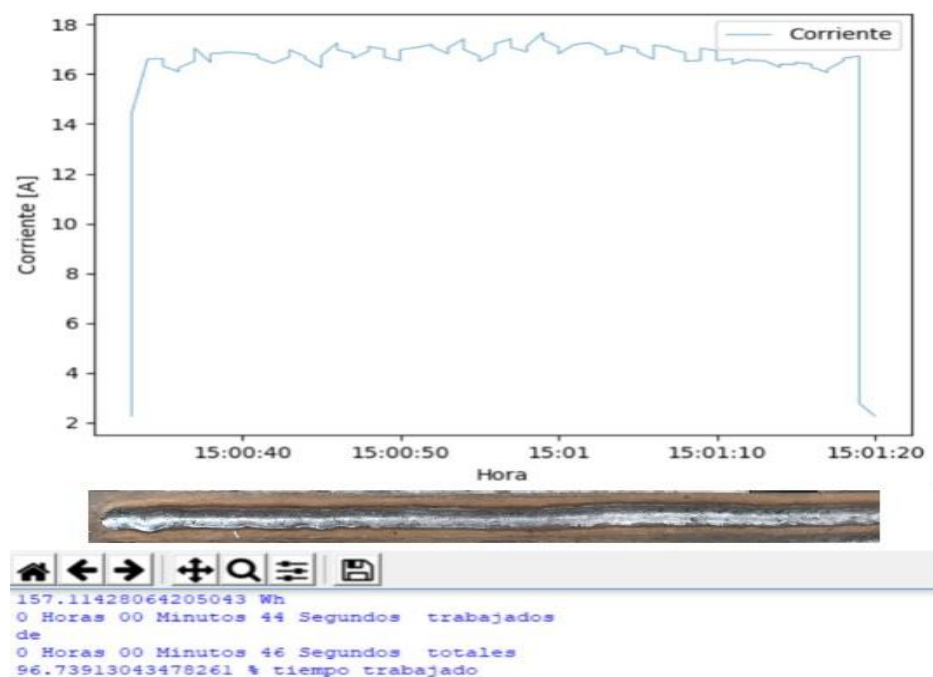 Corriente
18
16
14
12
10
8
6
4
2
Corriente [A]
15:00:40 15:00:50 15:01 15:01:10 15:01:20
Hora
157.11428064205043 Wh
0 Horas 00 Minutos 44 Segundos trabajados
de
0 Horas 00 Minutos 46 Segundos totales
96.73913043478261 % tiempo trabajado